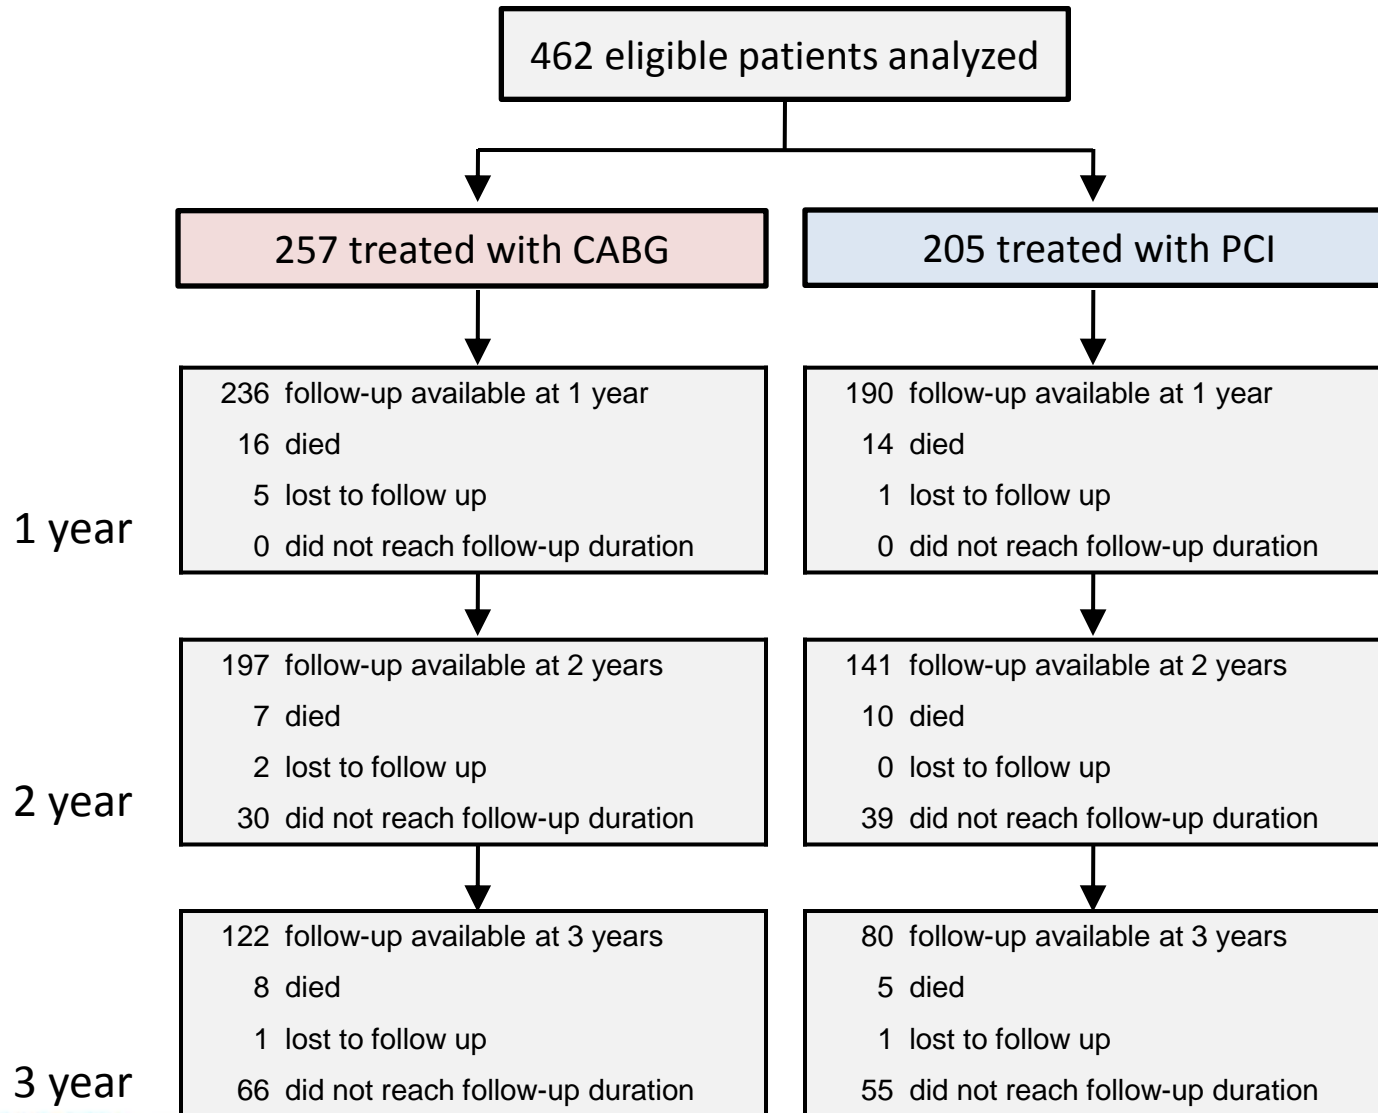 462 eligible patients analyzed
257 treated with CABG
205 treated with PCI
1 year
236 follow-up available at 1 year
16 died
5 lost to follow up
0 did not reach follow-up duration
190 follow-up available at 1 year
14 died
1 lost to follow up
0 did not reach follow-up duration
2 year
197 follow-up available at 2 years
7 died
2 lost to follow up
30 did not reach follow-up duration
141 follow-up available at 2 years
10 died
0 lost to follow up
39 did not reach follow-up duration
3 year
122 follow-up available at 3 years
8 died
1 lost to follow up
66 did not reach follow-up duration
80 follow-up available at 3 years
5 died
1 lost to follow up
55 did not reach follow-up duration